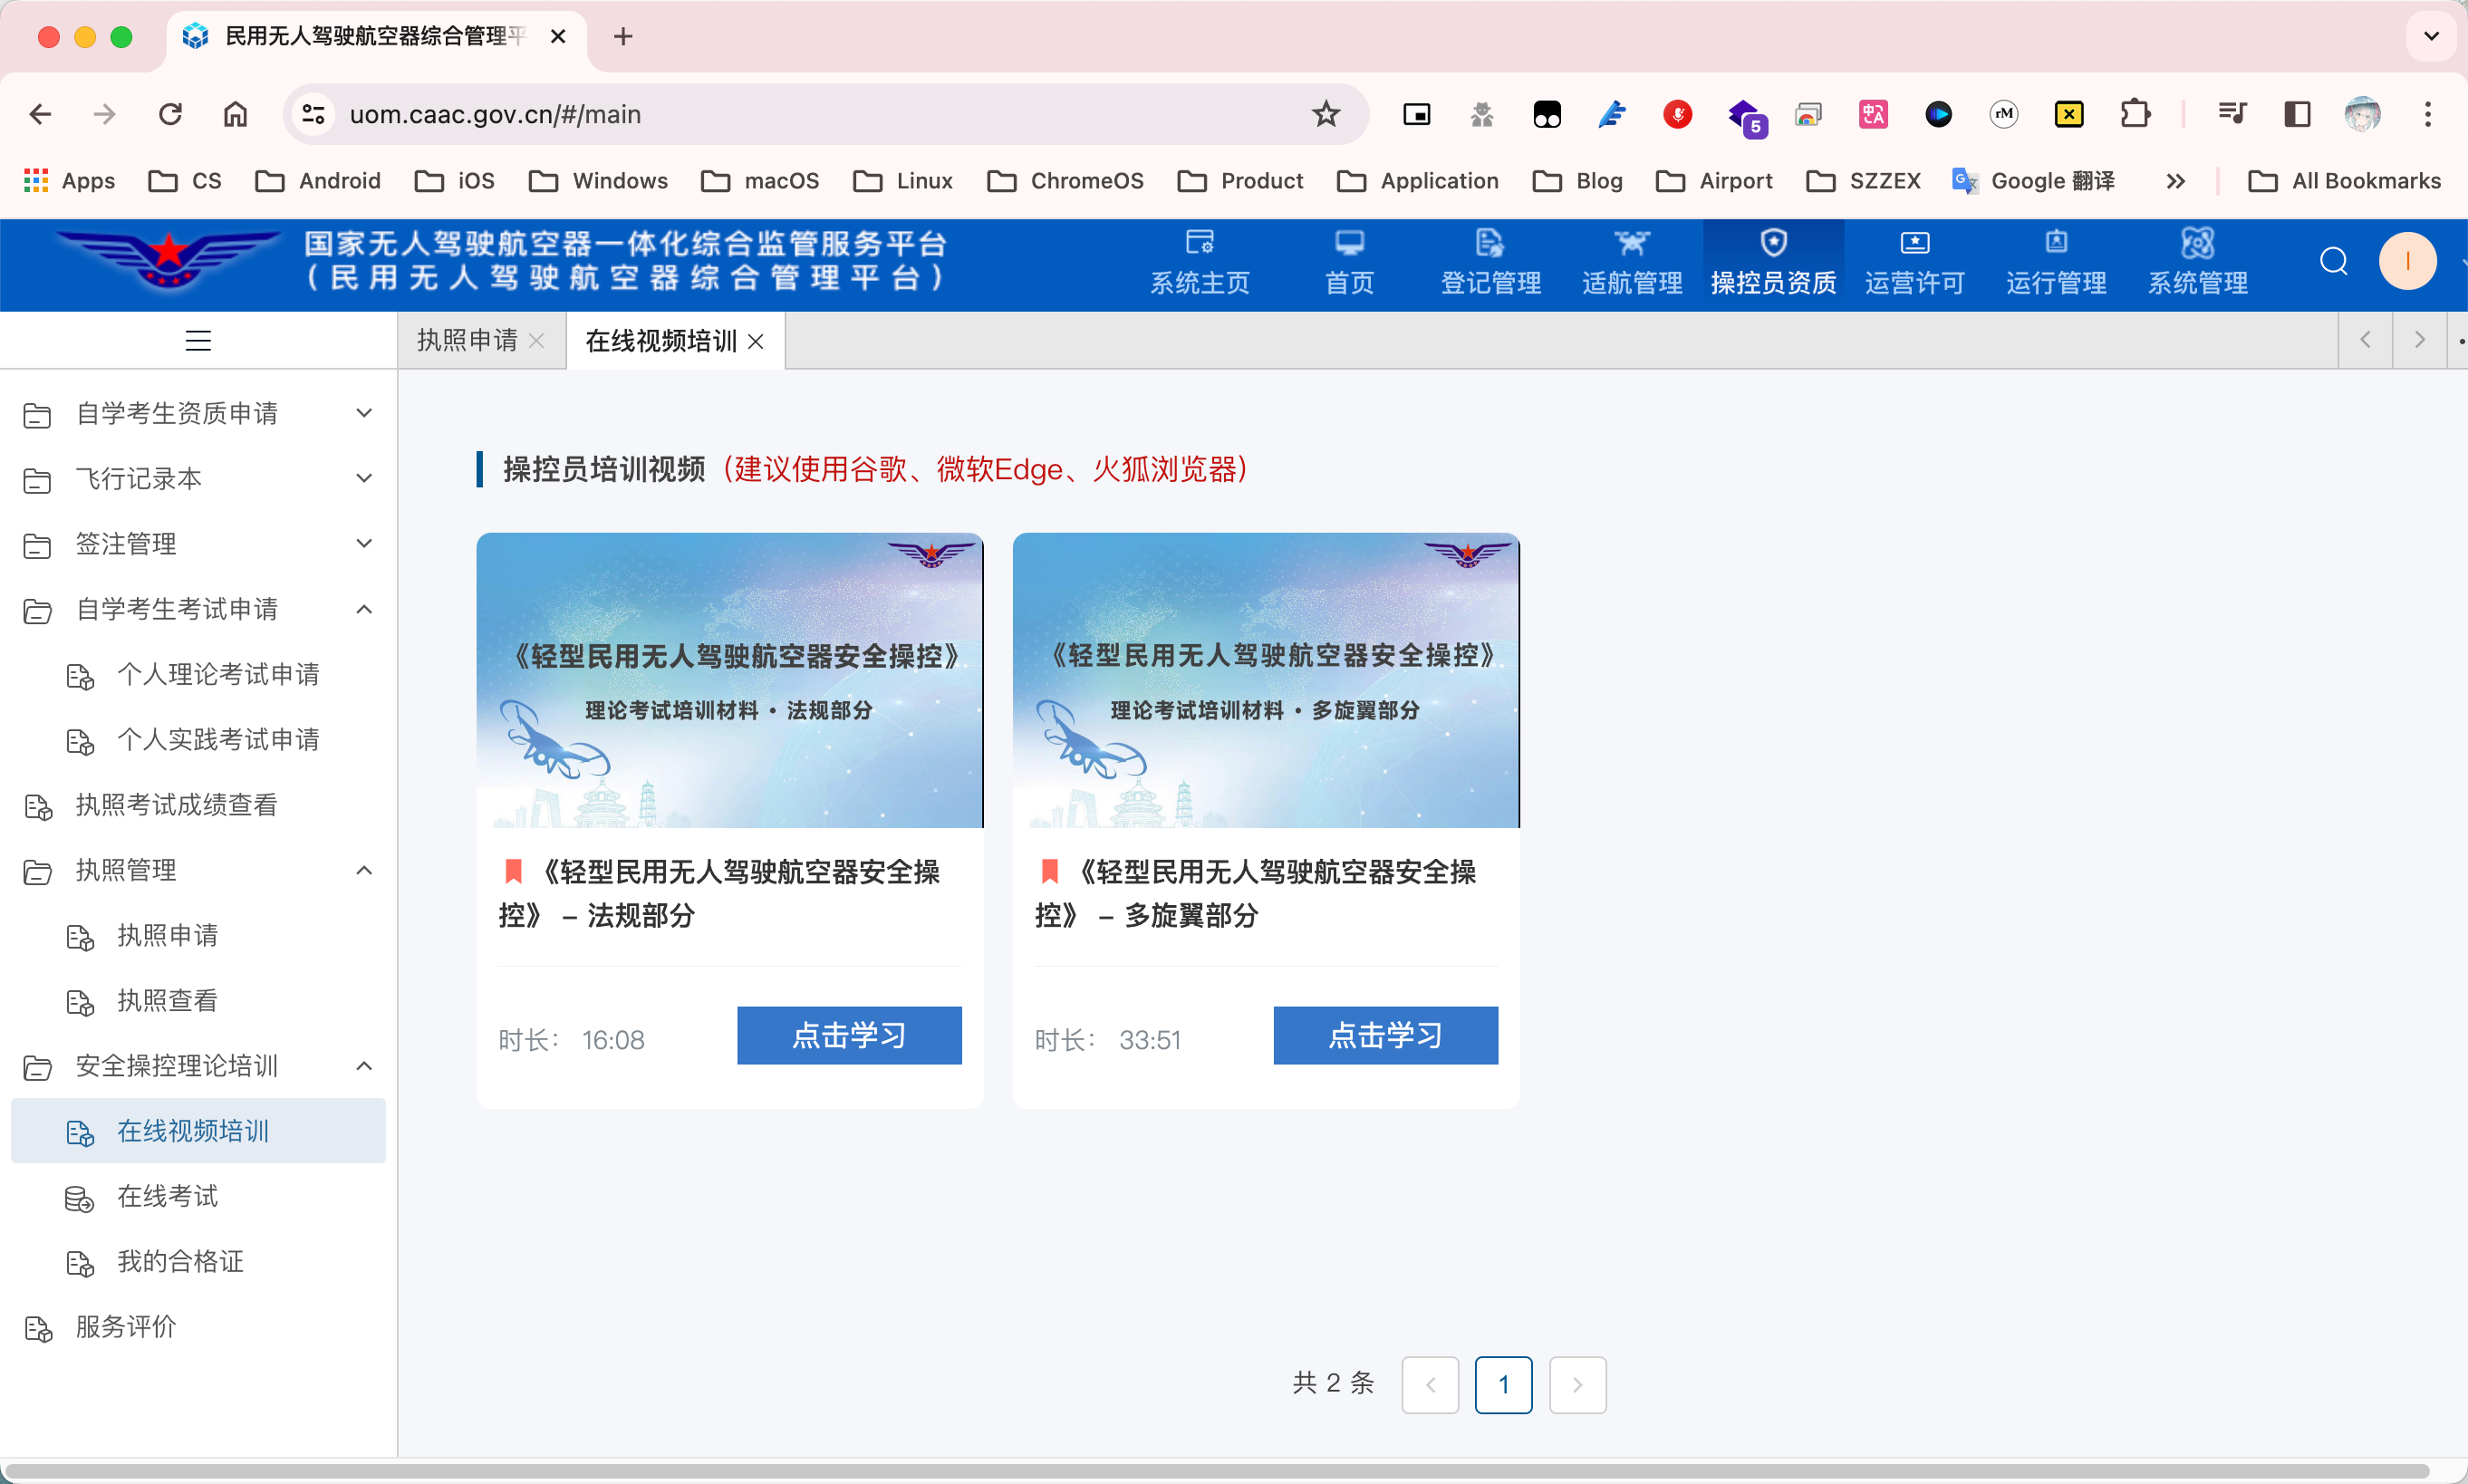 民用无人驾驶航空器综合管理平
uom.caac.gov.cn/#/main
5
中A
rM
Apps
CS
Android
iOS
Windows
macOS
Linux
ChromeOS
Product
Application
Blog
Airport
SZZEX
Google 翻译
All Bookmarks
国家无人驾驶航空器一体化综合监管服务平台
（民用无人驾驶航空器综合管理平台）
系统主页
首页
登记管理
适航管理
操控员资质
运营许可
运行管理
系统管理
执照申请
在线视频培训
自学考生资质申请
飞行记录本
签注管理
自学考生考试申请
个人理论考试申请
个人实践考试申请
执照考试成绩查看
执照管理
执照申请
执照查看
安全操控理论培训
在线视频培训
在线考试
我的合格证
服务评价
操控员培训视频（建议使用谷歌、微软Edge、火狐浏览器）
《轻型民用无人驾驶航空器安全操控》
理论考试培训材料·法规部分
《轻型民用无人驾驶航空器安全操
控》 – 法规部分
时长： 16:08
点击学习
《轻型民用无人驾驶航空器安全操控》
理论考试培训材料·多旋翼部分
《轻型民用无人驾驶航空器安全操
控》 – 多旋翼部分
时长： 33:51
点击学习
共 2 条
1